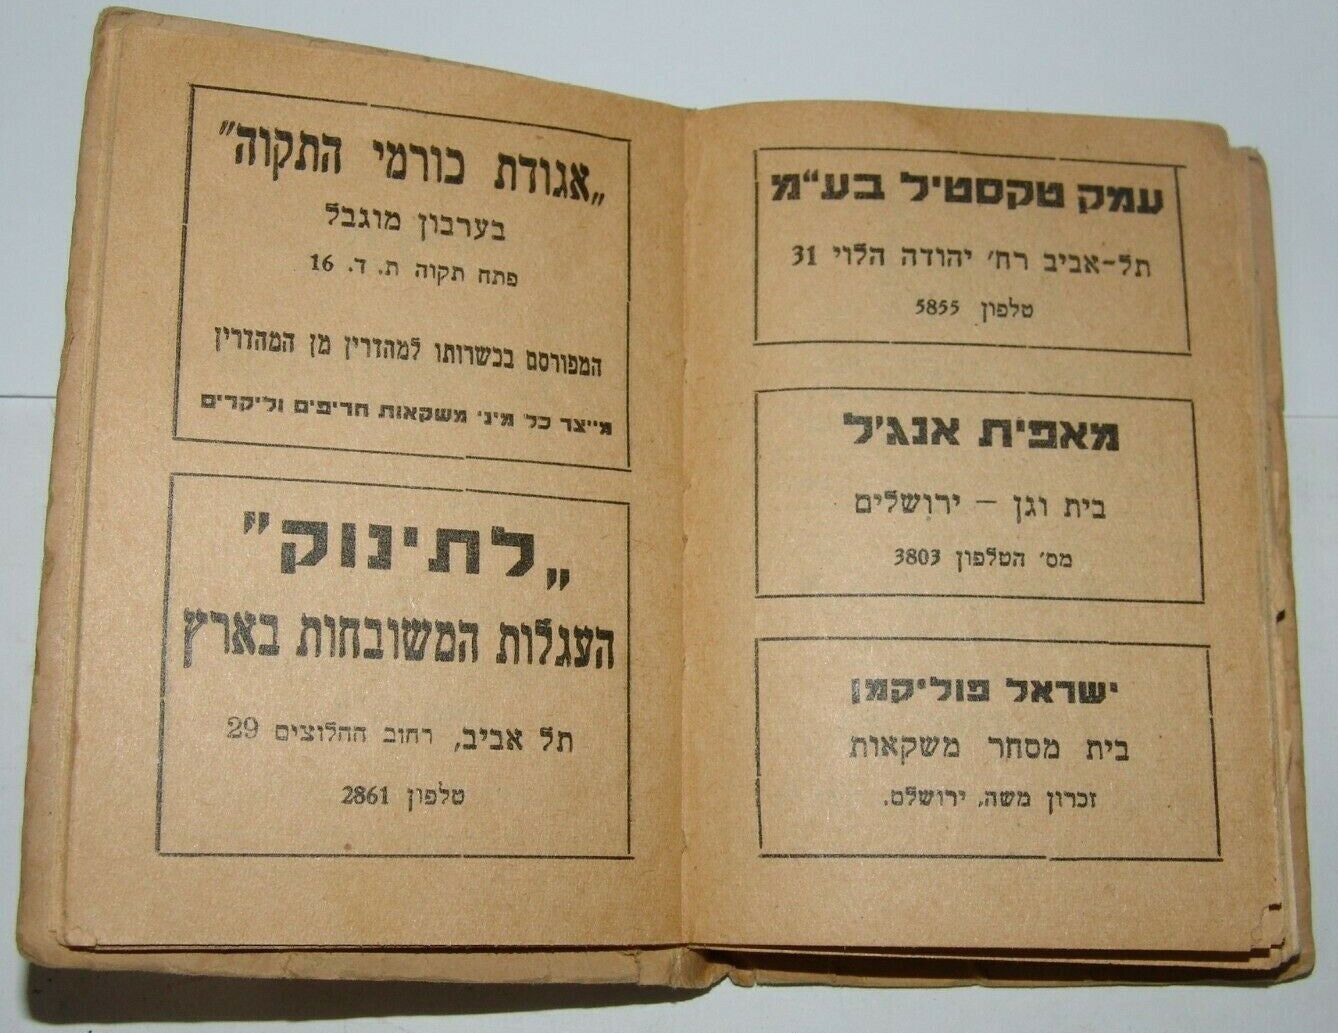 עמק טקסטיל בע"מ
תל-אביב רח' יהודה הלוי 31
טלפון 5855
מאפית אנג'ל
בית וגן – ירושלים
מס' הטלפון 3803
ישראל פוליקמן
בית מסחר משקאות
זכרון משה, ירושלם.
„אגודת כורמי התקוה"
בערבון מוגבל
פתח תקוה ת. ד. 16
המפורסם בכשרותו למהדרין מן המהדרין
מייצר כל מיני משקאות חריפים וליקרים
„לתינוק"
העגלות המשובחות בארץ
תל אביב, רחוב החלוצים 29
טלפון 2861